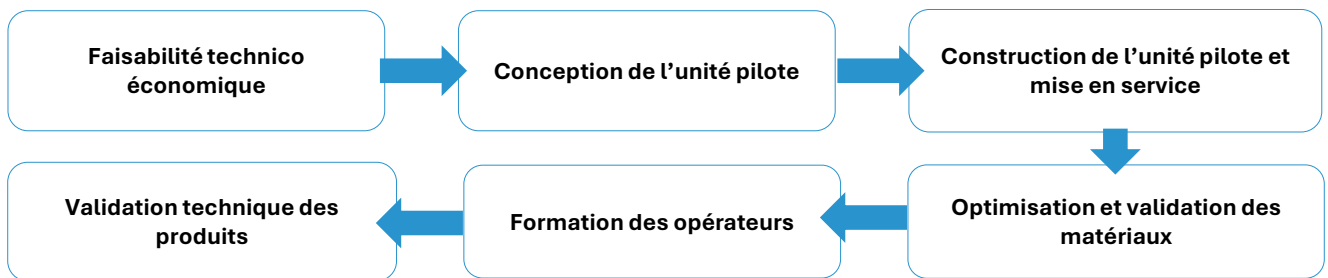 Faisabilité technico
économique
Conception de l’unité pilote
Construction de l’unité pilote et
mise en service
Optimisation et validation des
matériaux
Formation des opérateurs
Validation technique des
produits